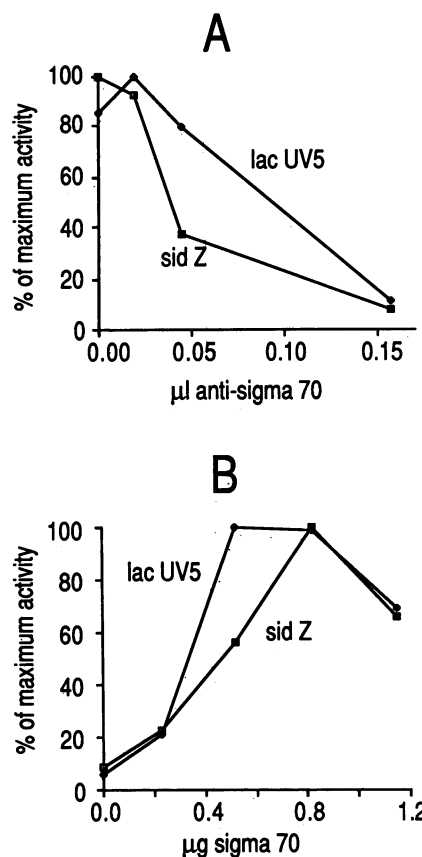 A
% of maximum activity
100
80
60
40
20
0
lac UV5
sid Z
0.00 0.05 0.10 0.15
µl anti-sigma 70
B
% of maximum activity
100
80
60
40
20
0
lac UV5
sid Z
0.0 0.4 0.8 1.2
µg sigma 70